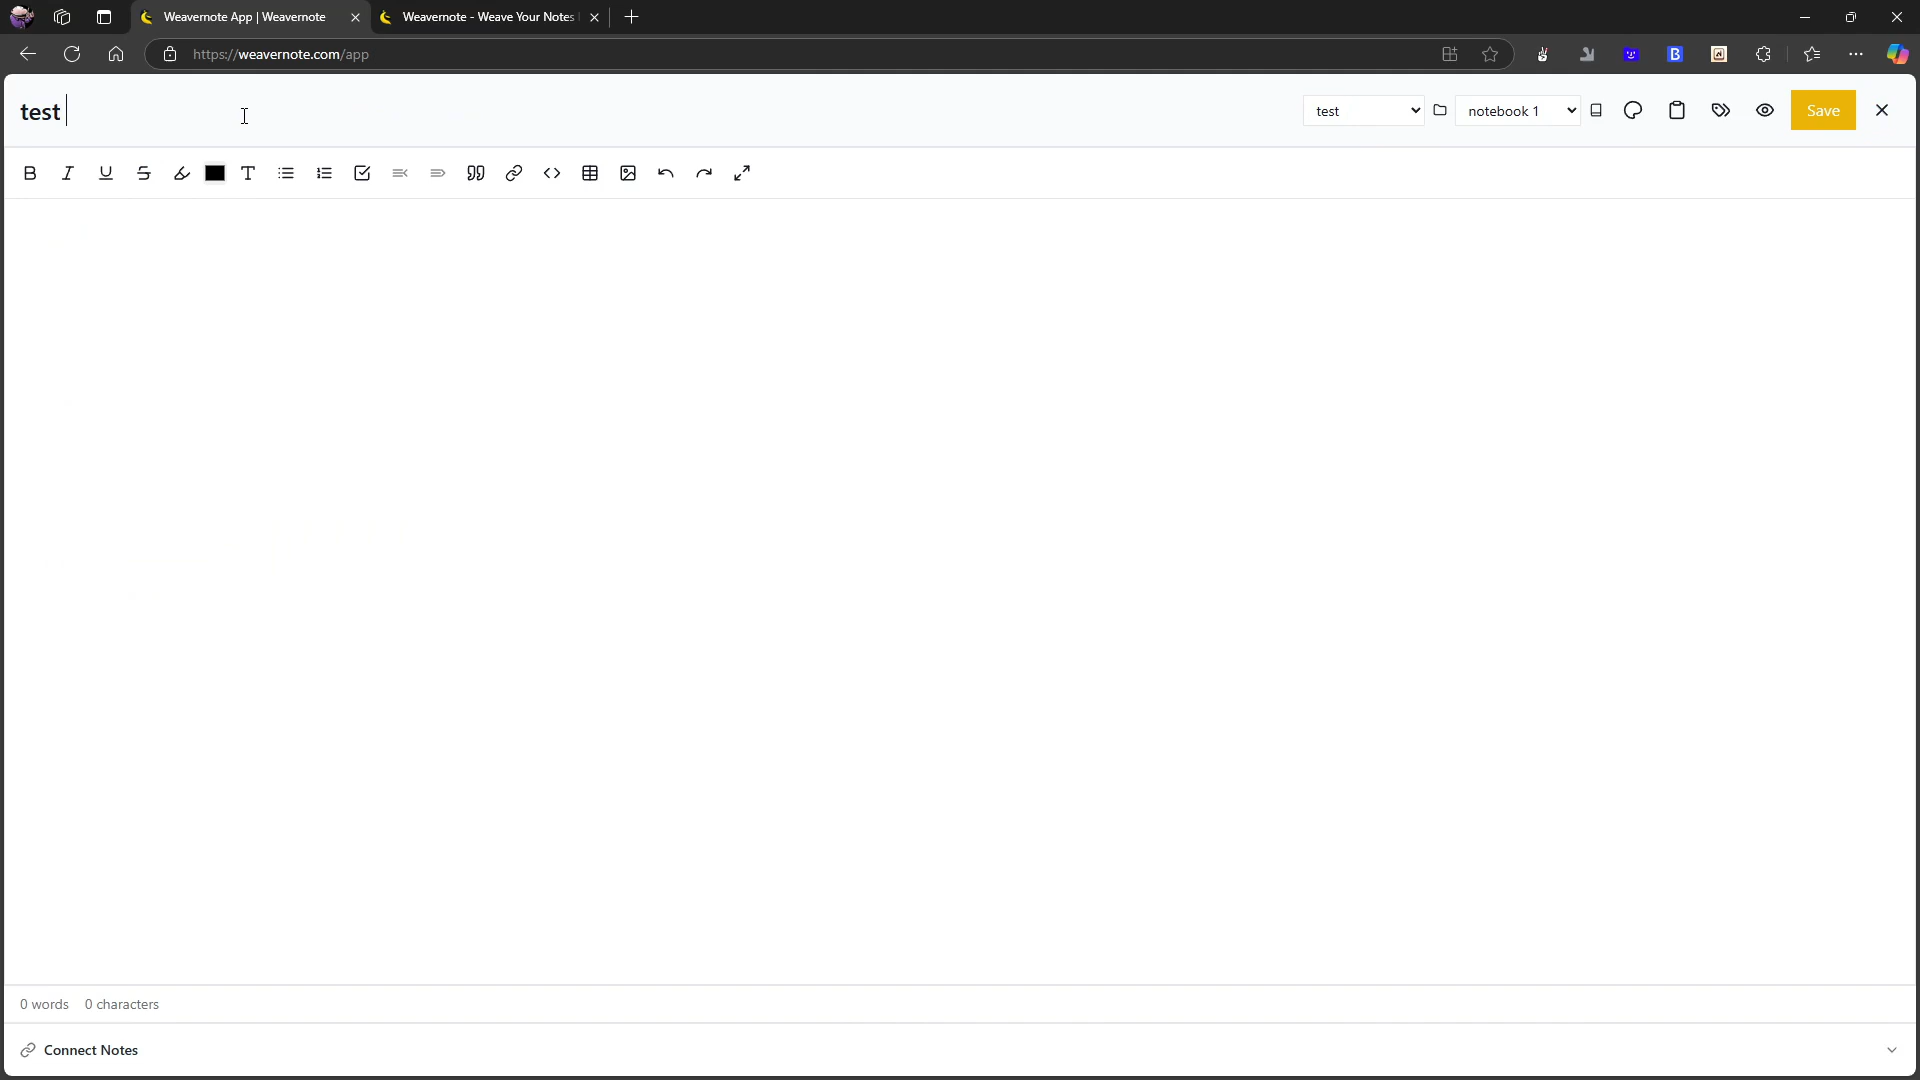 Weavernote App | Weavernote
Weavernote - Weave Your Notes
https://weavernote.com/app
test
test
notebook 1
Save
0 words 0 characters
Connect Notes